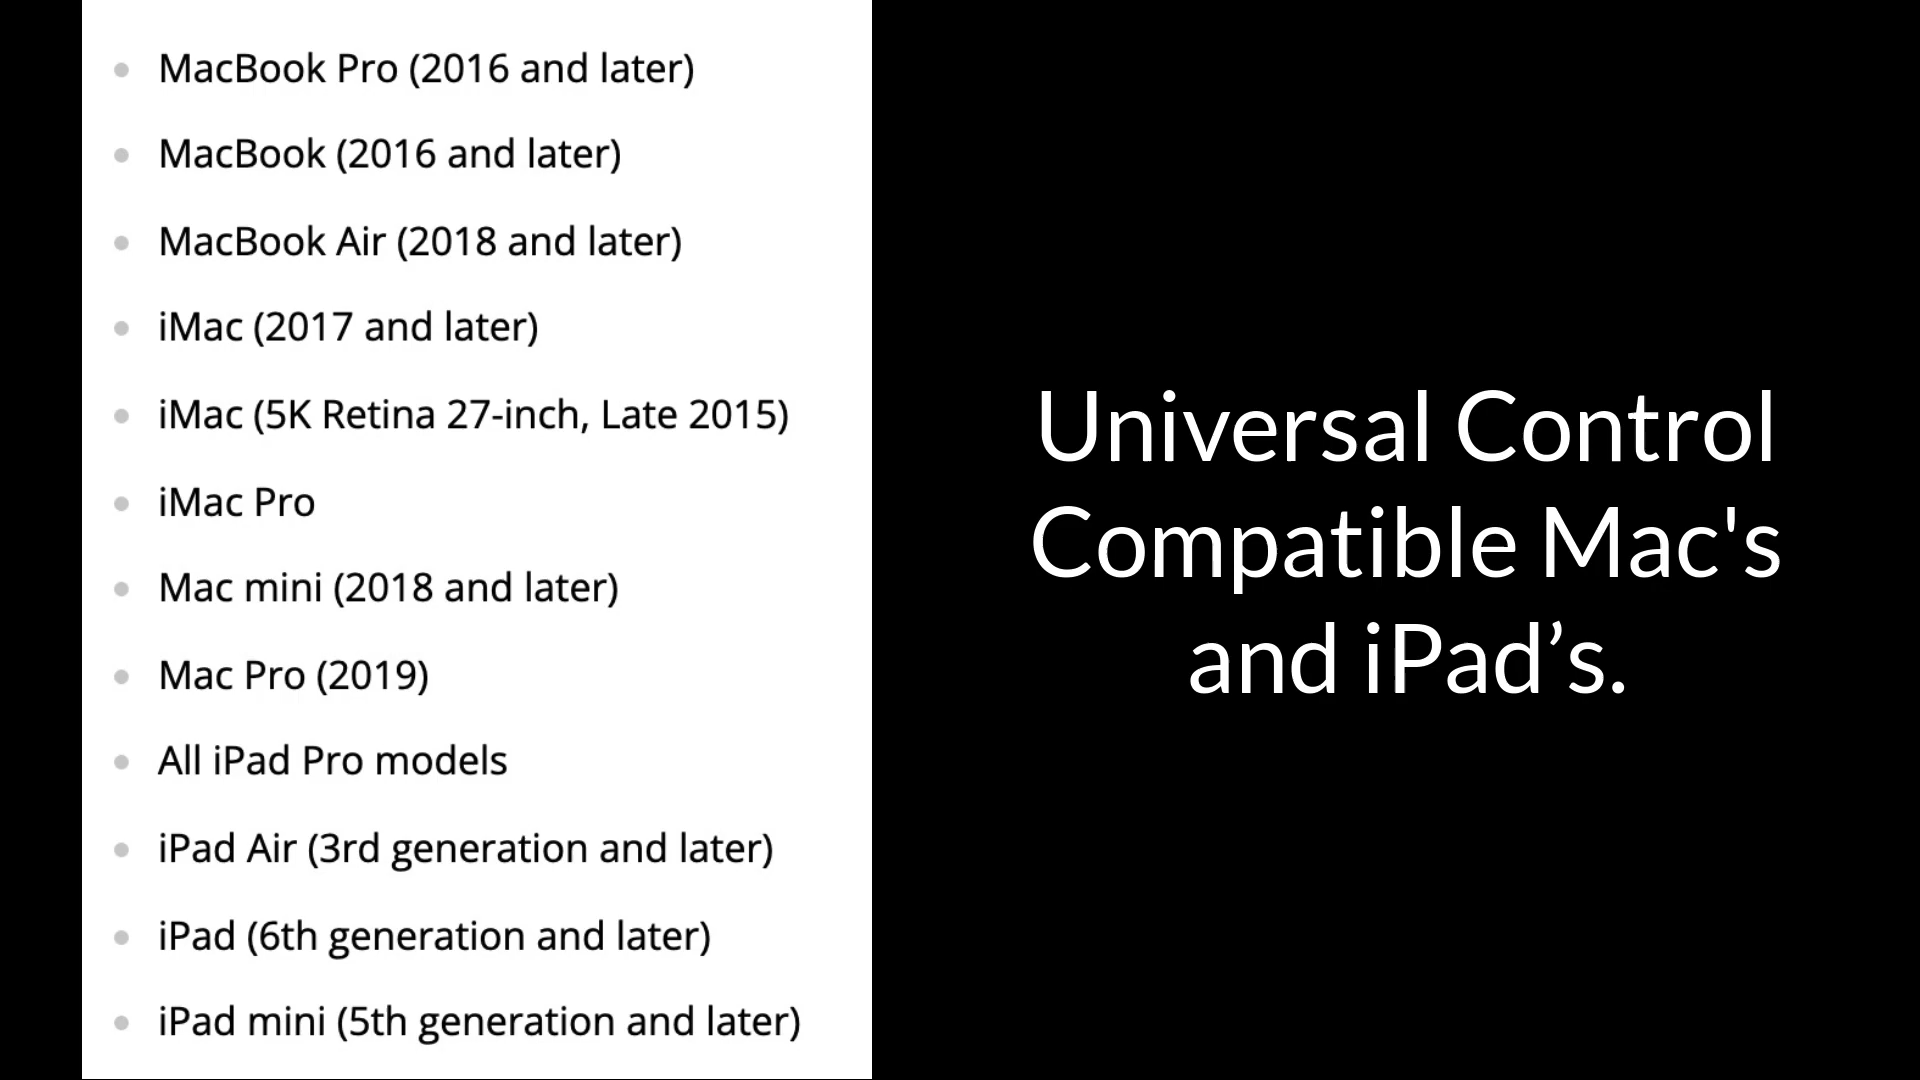 MacBook Pro (2016 and later)
MacBook (2016 and later)
MacBook Air (2018 and later)
iMac (2017 and later)
iMac (5K Retina 27-inch, Late 2015)
iMac Pro
Mac mini (2018 and later)
Mac Pro (2019)
All iPad Pro models
iPad Air (3rd generation and later)
iPad (6th generation and later)
iPad mini (5th generation and later)
Universal Control
Compatible Mac's
and iPad’s.